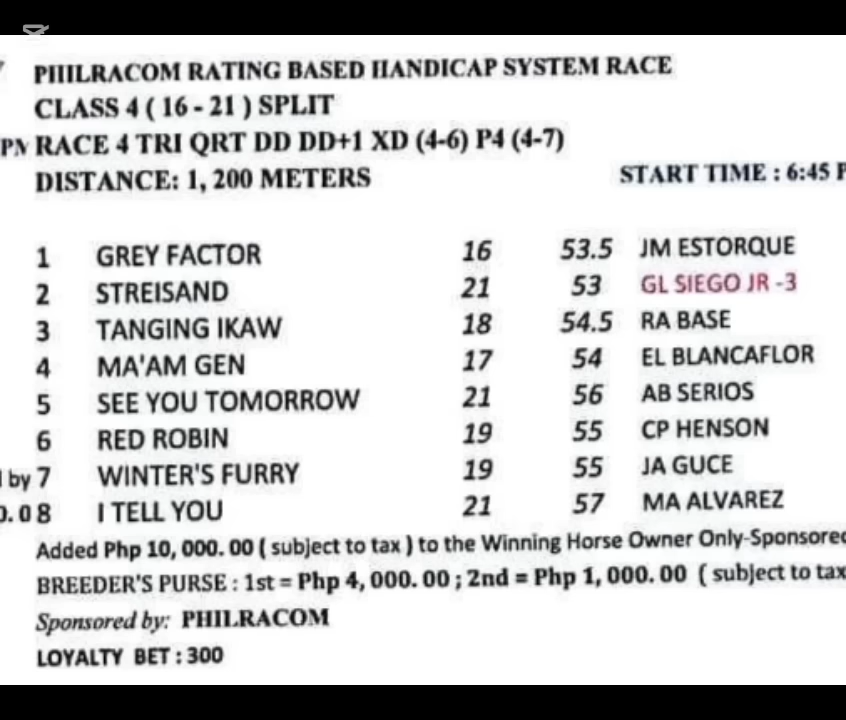 PHILRACOM RATING BASED HANDICAP SYSTEM RACE
CLASS 4 ( 16 - 21 ) SPLIT
RACE 4 TRI QRT DD DD+1 XD (4-6) P4 (4-7)
DISTANCE: 1, 200 METERS START TIME : 6:45 P
1 GREY FACTOR 16 53.5 JM ESTORQUE
2 STREISAND 21 53 GL SIEGO JR -3
3 TANGING IKAW 18 54.5 RA BASE
4 MA'AM GEN 17 54 EL BLANCAFLOR
5 SEE YOU TOMORROW 21 56 AB SERIOS
6 RED ROBIN 19 55 CP HENSON
by 7 WINTER'S FURRY 19 55 JA GUCE
0.0 8 I TELL YOU 21 57 MA ALVAREZ
Added Php 10, 000. 00 ( subject to tax ) to the Winning Horse Owner Only-Sponsored
BREEDER'S PURSE : 1st = Php 4, 000. 00 ; 2nd = Php 1, 000. 00 ( subject to tax
Sponsored by: PHILRACOM
LOYALTY BET : 300